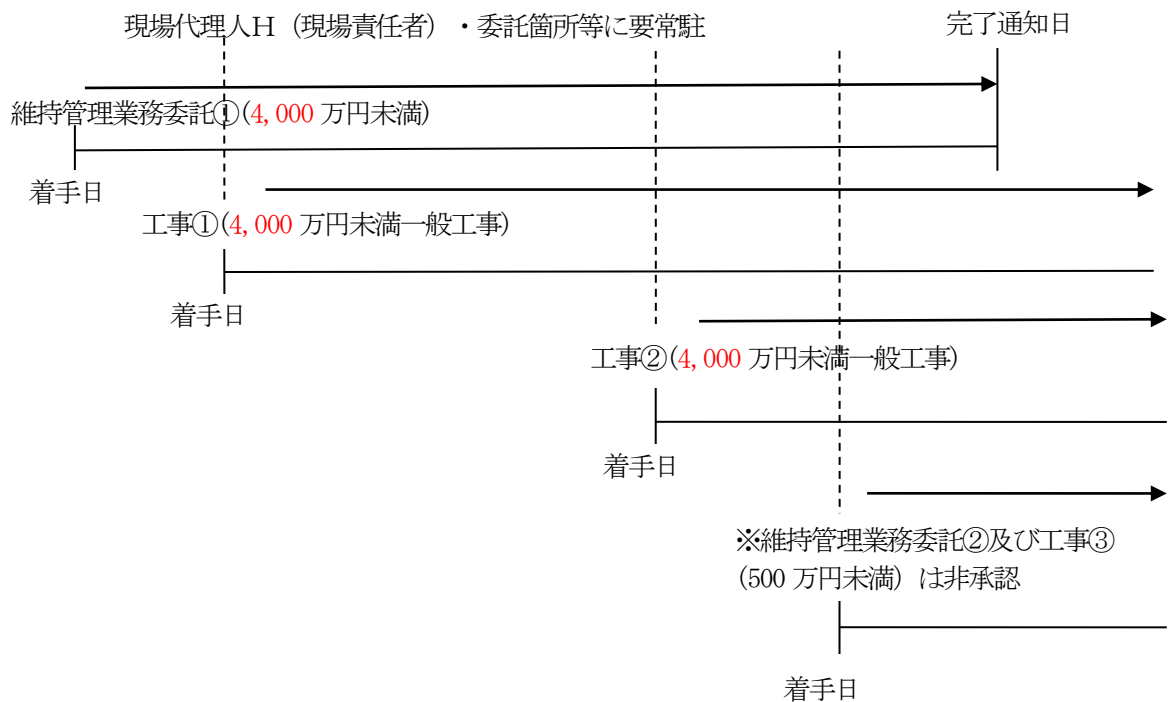 現場代理人Ｈ（現場責任者）・委託箇所等に要常駐
完了通知日
維持管理業務委託①(4,000 万円未満)
着手日
工事①(4,000 万円未満一般工事)
着手日
工事②(4,000 万円未満一般工事)
着手日
※維持管理業務委託②及び工事③
(500 万円未満）は非承認
着手日